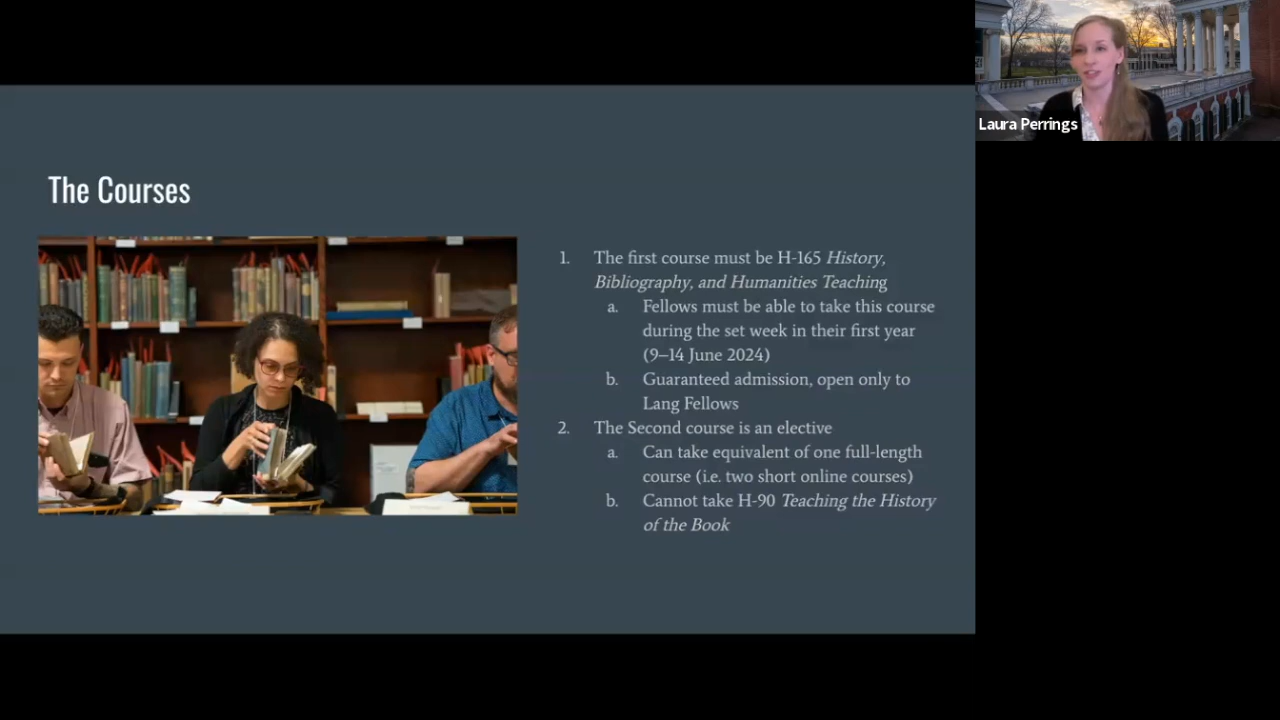 Laura Perrings
The Courses
1. The first course must be H-165 History,
Bibliography, and Humanities Teaching
a. Fellows must be able to take this course
during the set week in their first year
(9–14 June 2024)
b. Guaranteed admission, open only to
Lang Fellows
2. The Second course is an elective
a. Can take equivalent of one full-length
course (i.e. two short online courses)
b. Cannot take H-90 Teaching the History
of the Book